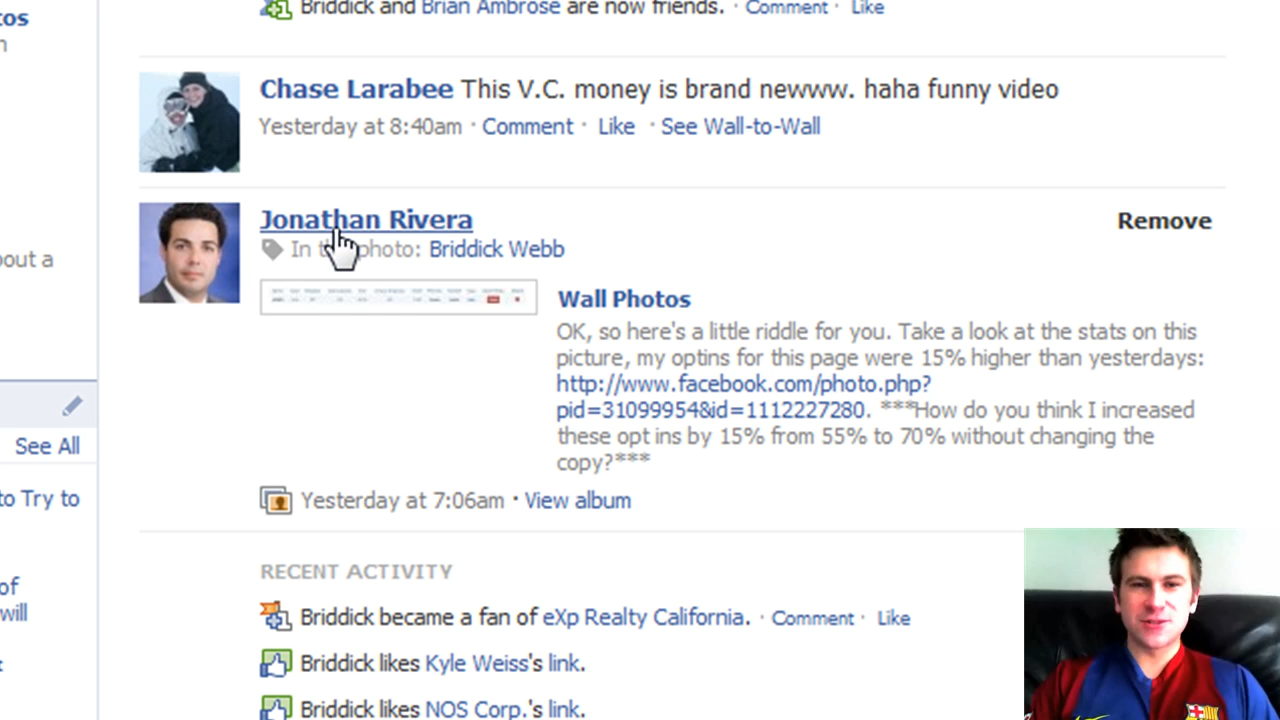 Briddick and Brian Ambrose are now friends. · Comment · Like
Chase Larabee This V.C. money is brand newww. haha funny video
Yesterday at 8:40am · Comment · Like · See Wall-to-Wall
Jonathan Rivera
Remove
In photo: Briddick Webb
Wall Photos
OK, so here's a little riddle for you. Take a look at the stats on this
picture, my optins for this page were 15% higher than yesterdays:
http://www.facebook.com/photo.php?
pid=31099954&id=1112227280. ***How do you think I increased
these opt ins by 15% from 55% to 70% without changing the
copy?***
Yesterday at 7:06am · View album
RECENT ACTIVITY
Briddick became a fan of eXp Realty California. · Comment · Like
Briddick likes Kyle Weiss's link.
Briddick likes NOS Corp.'s link.
See All
to Try to
of
will